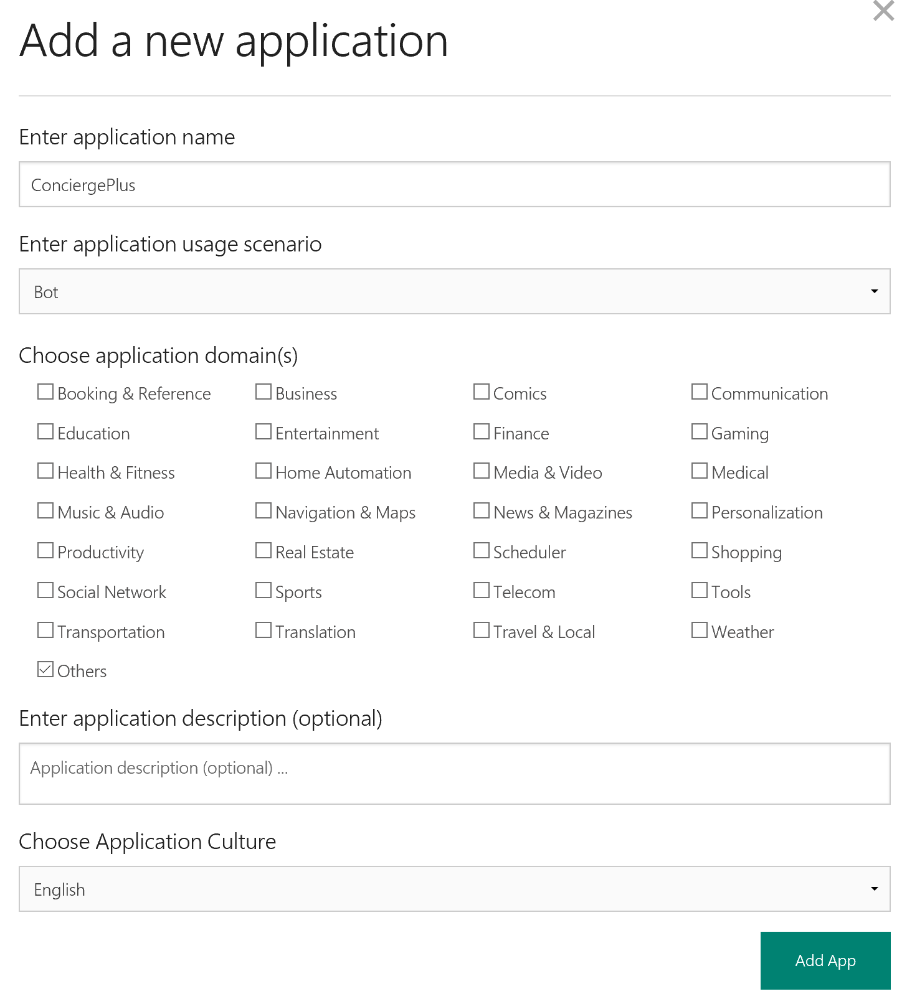 Add a new application
Enter application name
ConciergePlus
Enter application usage scenario
Bot
Choose application domain(s)
Booking & Reference Business Comics Communication
Education Entertainment Finance Gaming
Health & Fitness Home Automation Media & Video Medical
Music & Audio Navigation & Maps News & Magazines Personalization
Productivity Real Estate Scheduler Shopping
Social Network Sports Telecom Tools
Transportation Translation Travel & Local Weather
Others
Enter application description (optional)
Application description (optional) ...
Choose Application Culture
English
Add App